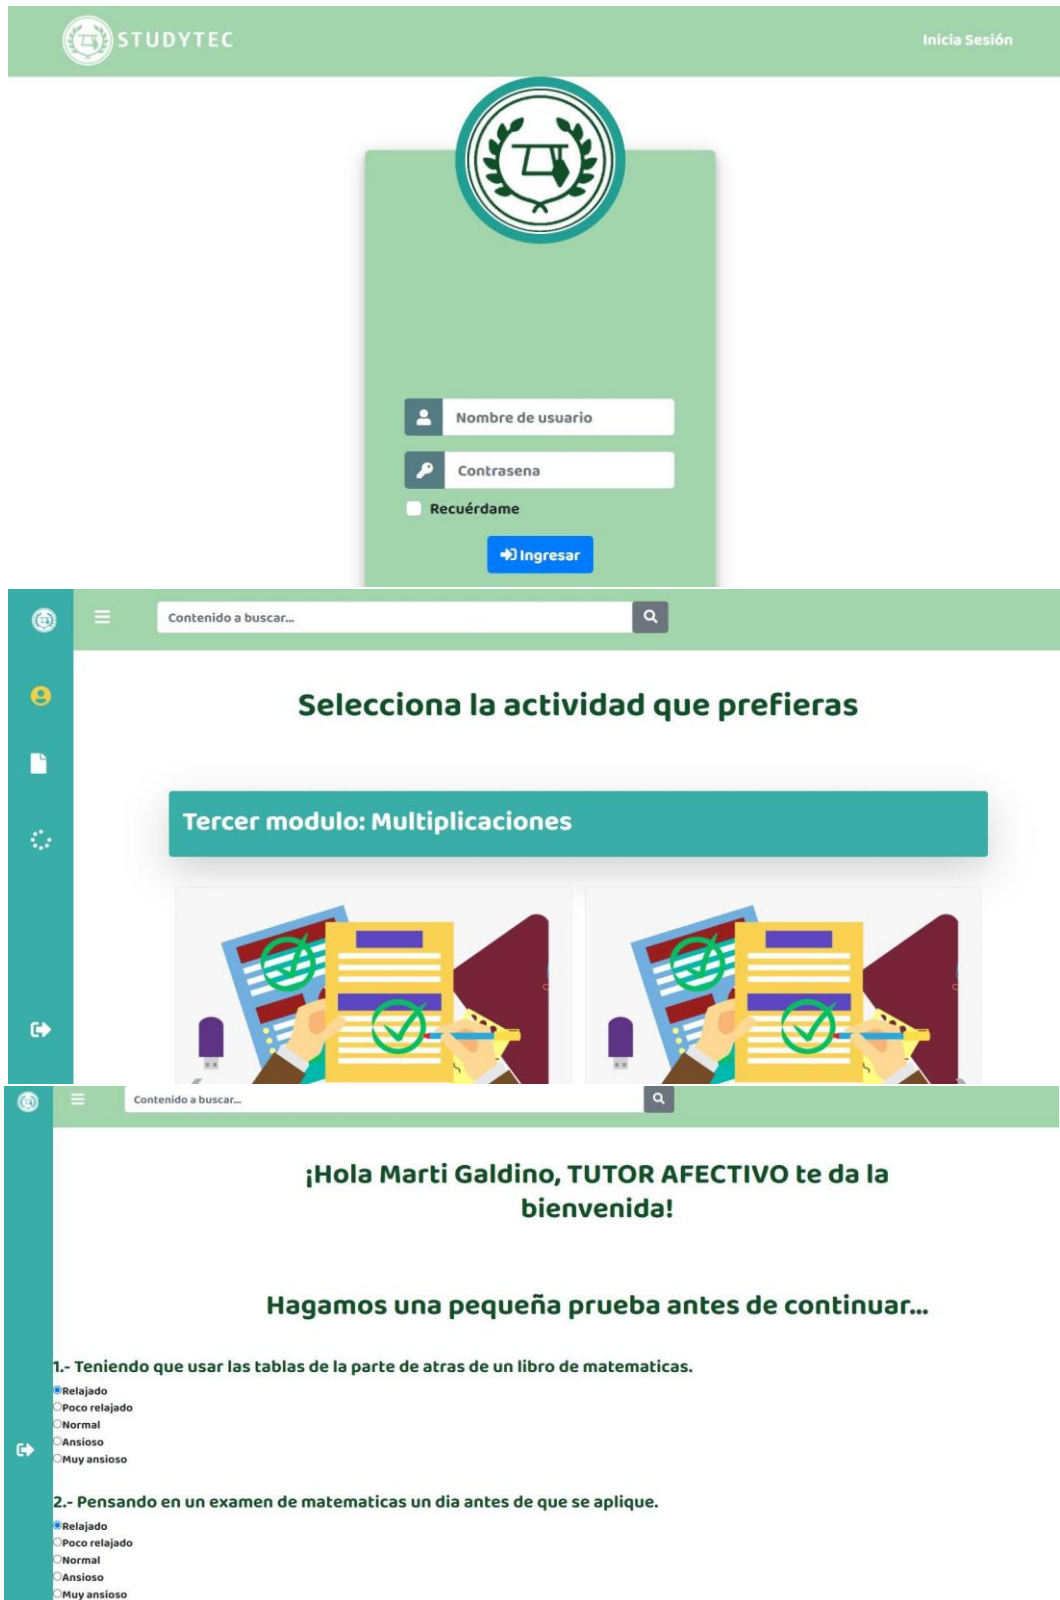 STUDYTEC
Inicia Sesión
Nombre de usuario
Contrasena
Recuérdame
Ingresar
Contenido a buscar...
Selecciona la actividad que prefieras
Tercer modulo: Multiplicaciones
Contenido a buscar...
¡Hola Marti Galdino, TUTOR AFECTIVO te da la
bienvenida!
Hagamos una pequeña prueba antes de continuar...
1.- Teniendo que usar las tablas de la parte de atras de un libro de matematicas.
Relajado
Poco relajado
Normal
Ansioso
Muy ansioso
2.- Pensando en un examen de matematicas un dia antes de que se aplique.
Relajado
Poco relajado
Normal
Ansioso
Muy ansioso